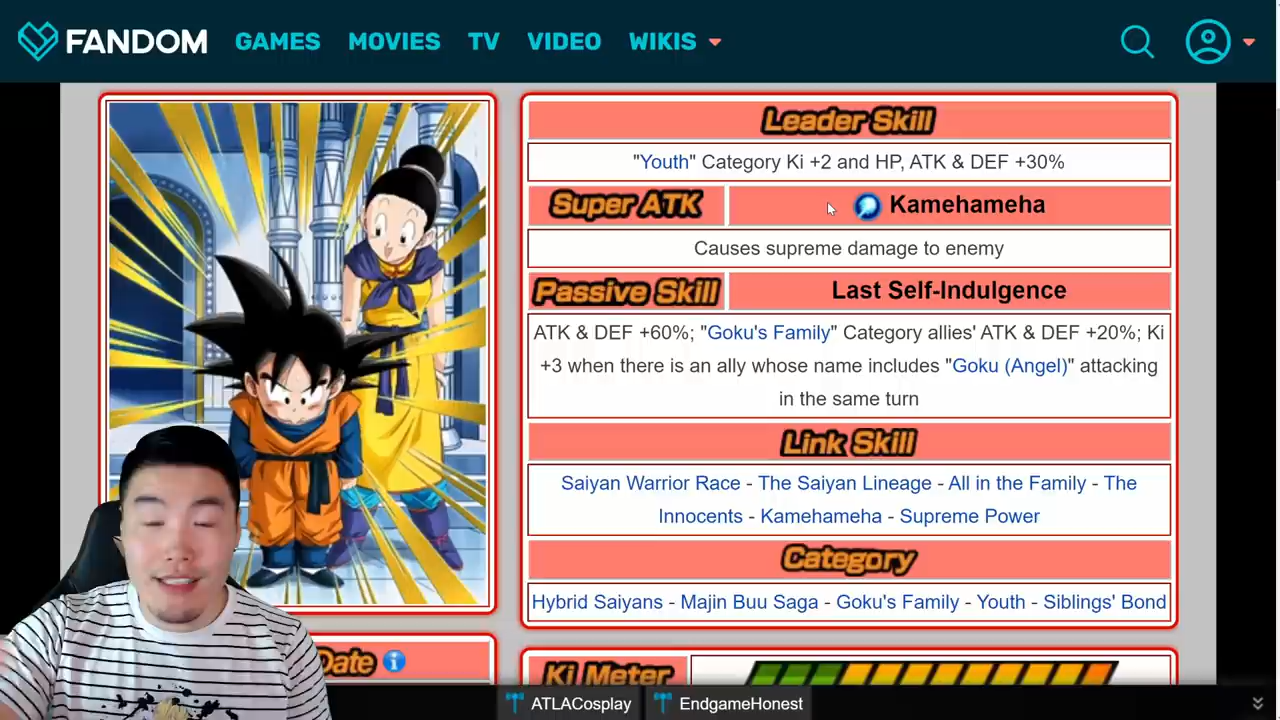 FANDOM GAMES MOVIES TV VIDEO WIKIS
Leader Skill
"Youth" Category Ki +2 and HP, ATK & DEF +30%
Super ATK Kamehameha
Causes supreme damage to enemy
Passive Skill Last Self-Indulgence
ATK & DEF +60%; "Goku's Family" Category allies' ATK & DEF +20%; Ki
+3 when there is an ally whose name includes "Goku (Angel)" attacking
in the same turn
Link Skill
Saiyan Warrior Race - The Saiyan Lineage - All in the Family - The
Innocents - Kamehameha - Supreme Power
Category
Hybrid Saiyans - Majin Buu Saga - Goku's Family - Youth - Siblings' Bond
Date
Ki Meter
ATLACosplay EndgameHonest